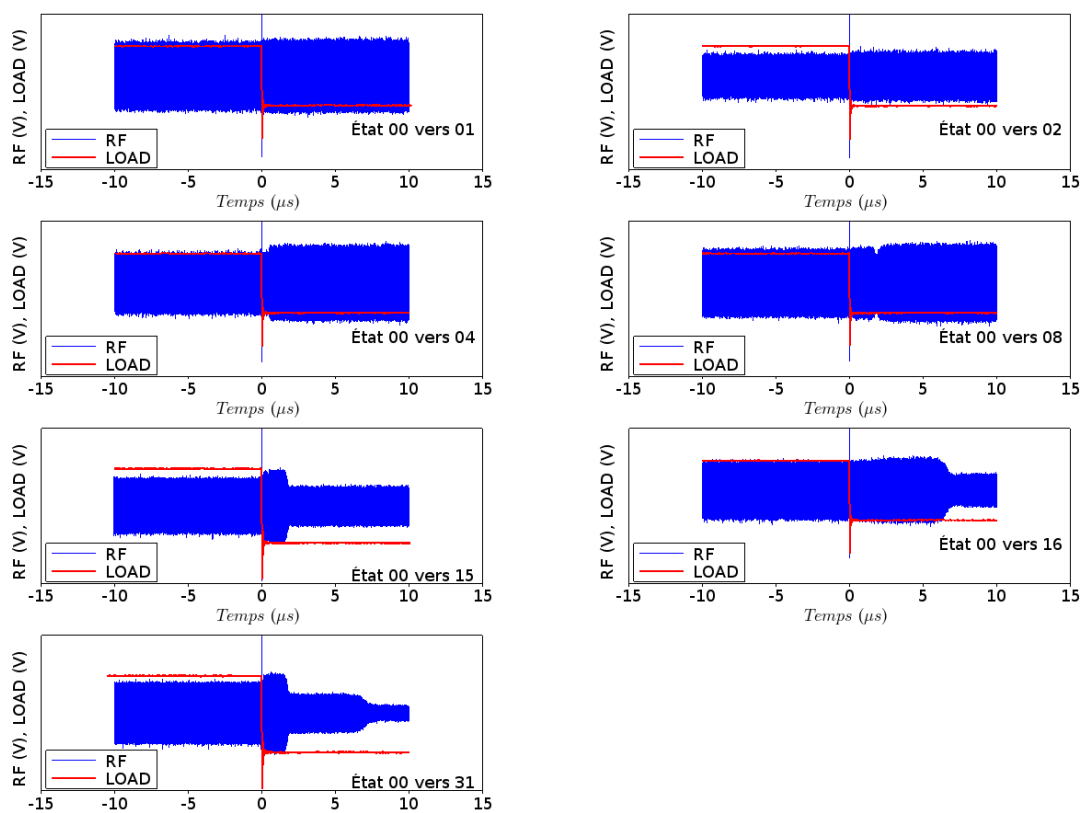 RF (V), LOAD (V)
État 00 vers 01
RF
LOAD
-15 -10 -5 0 5 10 15
Temps (μs)
RF (V), LOAD (V)
État 00 vers 02
RF
LOAD
-15 -10 -5 0 5 10 15
Temps (μs)
RF (V), LOAD (V)
État 00 vers 04
RF
LOAD
-15 -10 -5 0 5 10 15
Temps (μs)
RF (V), LOAD (V)
État 00 vers 08
RF
LOAD
-15 -10 -5 0 5 10 15
Temps (μs)
RF (V), LOAD (V)
RF
LOAD
État 00 vers 15
-15 -10 -5 0 5 10 15
Temps (μs)
RF (V), LOAD (V)
État 00 vers 16
RF
LOAD
-15 -10 -5 0 5 10 15
Temps (μs)
RF (V), LOAD (V)
RF
LOAD
État 00 vers 31
-15 -10 -5 0 5 10 15